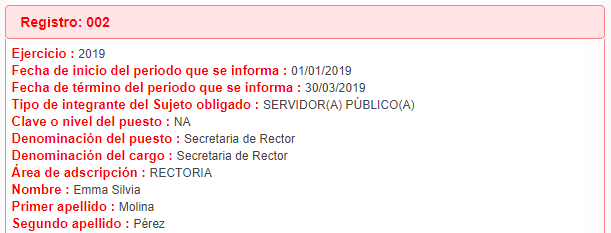 Registro: 002
Ejercicio : 2019
Fecha de inicio del periodo que se informa : 01/01/2019
Fecha de término del periodo que se informa : 30/03/2019
Tipo de integrante del Sujeto obligado : SERVIDOR(A) PÚBLICO(A)
Clave o nivel del puesto : NA
Denominación del puesto : Secretaria de Rector
Denominación del cargo : Secretaria de Rector
Área de adscripción : RECTORIA
Nombre : Emma Silvia
Primer apellido : Molina
Segundo apellido : Pérez